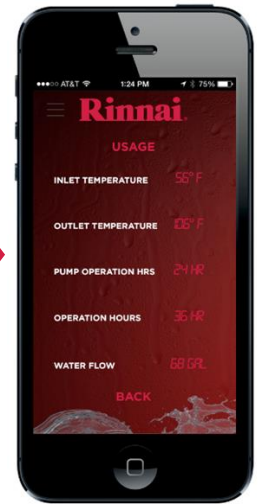 ●●●○○ AT&T 1:24 PM 75%
Rinnai
USAGE
INLET TEMPERATURE 56° F
OUTLET TEMPERATURE 106° F
PUMP OPERATION HRS 24 HR
OPERATION HOURS 36 HR
WATER FLOW 68 GAL
BACK